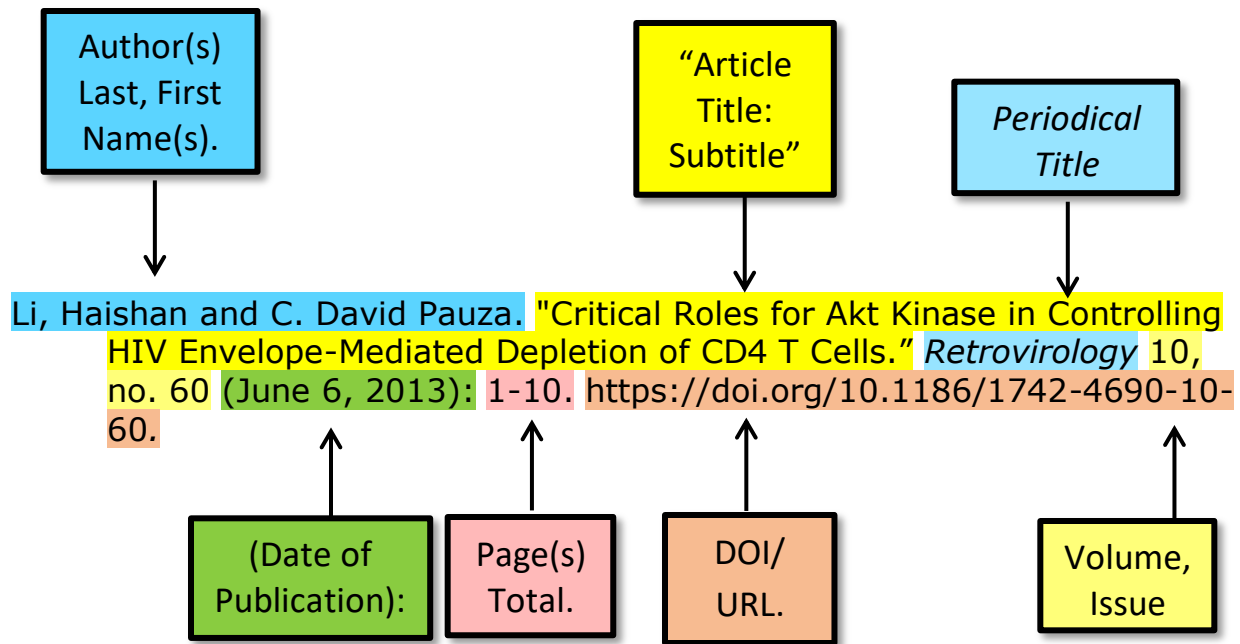 Author(s)
Last, First
Name(s).
“Article
Title:
Subtitle”
Periodical
Title
Li, Haishan and C. David Pauza. "Critical Roles for Akt Kinase in Controlling
HIV Envelope-Mediated Depletion of CD4 T Cells.” Retrovirology 10,
no. 60 (June 6, 2013): 1-10. https://doi.org/10.1186/1742-4690-10-
60.
(Date of
Publication):
Page(s)
Total.
DOI/
URL.
Volume,
Issue